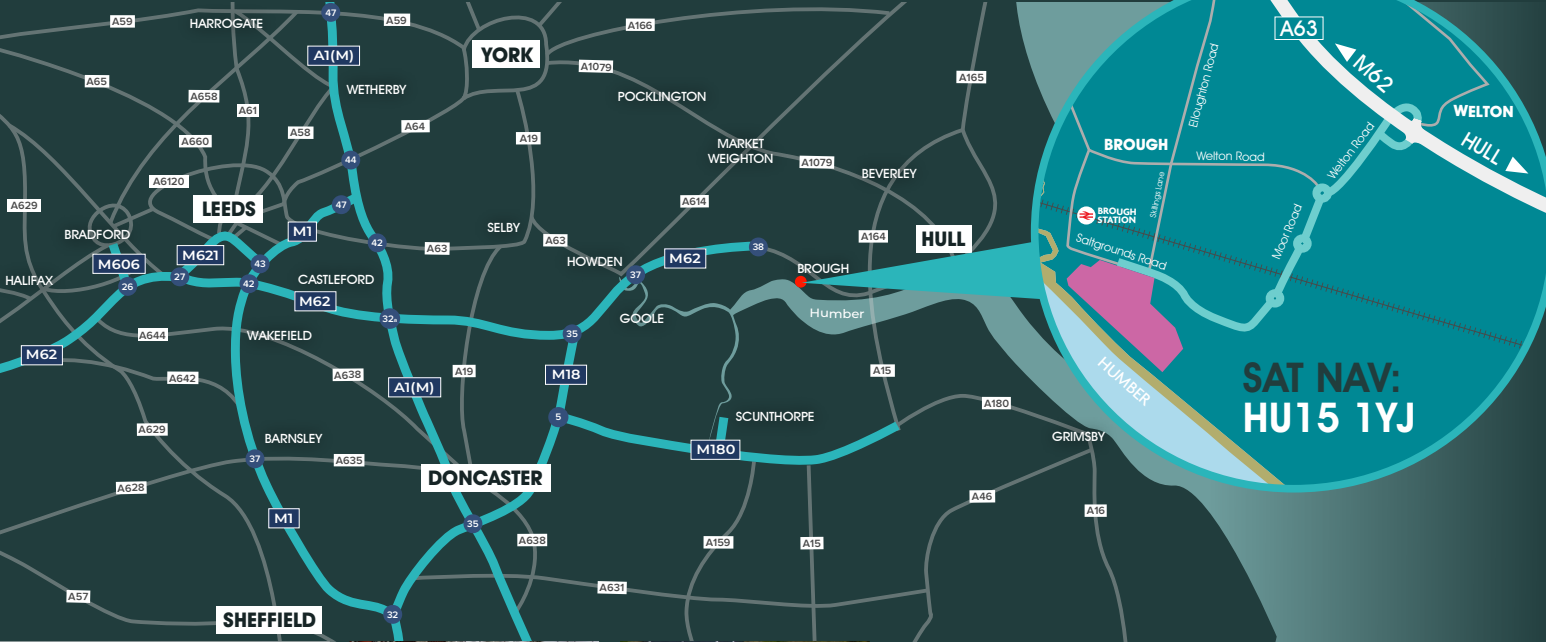 47
A59
HARROGATE
A59
A166
A1(M)
YORK
A65
WETHERBY
A1079
POCKLINGTON
A165
A658
A61
A64
A58
A660
A19
MARKET
WEIGHTON
A1079
BEVERLEY
44
A6120
A629
LEEDS
47
A614
M1
SELBY
BRADFORD
42
A63
A63
A164
HULL
M621
M606
43
HOWDEN
M62
38
HALIFAX
27
26
42
CASTLEFORD
37
BROUGH
M62
32a
GOOLE
Humber
A644
WAKEFIELD
35
M62
A642
A638
A1(M)
A19
M18
A15
A629
5
SCUNTHORPE
A180
BARNSLEY
M180
GRIMSBY
37
A635
DONCASTER
A628
A46
A16
M1
35
A638
A159
A15
A57
A631
SHEFFIELD
32
A63
M62
WELTON
HULL
Elloughton Road
BROUGH
Welton Road
Welton Road
Skillings Lane
BROUGH
STATION
Saltgrounds Road
Moor Road
HUMBER
SAT NAV:
HU15 1YJ